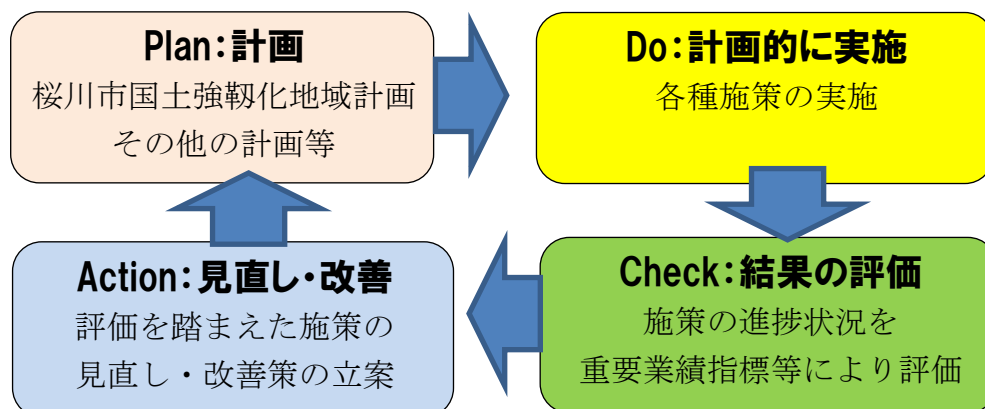 Plan：計画
桜川市国土強靱化地域計画
その他の計画等
Do：計画的に実施
各種施策の実施
Check：結果の評価
施策の進捗状況を
重要業績指標等により評価
Action：見直し・改善
評価を踏まえた施策の
見直し・改善策の立案